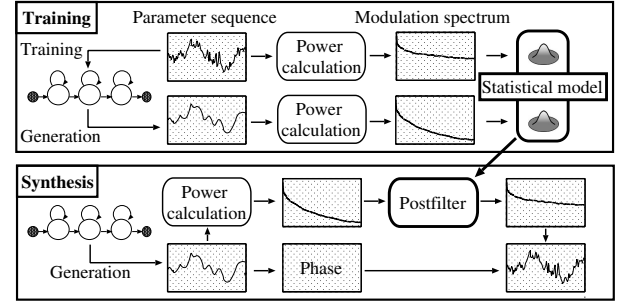 Training
Parameter sequence
Modulation spectrum
Training
Power
calculation
Statistical model
Power
calculation
Generation
Synthesis
Power
calculation
Postfilter
Generation
Phase